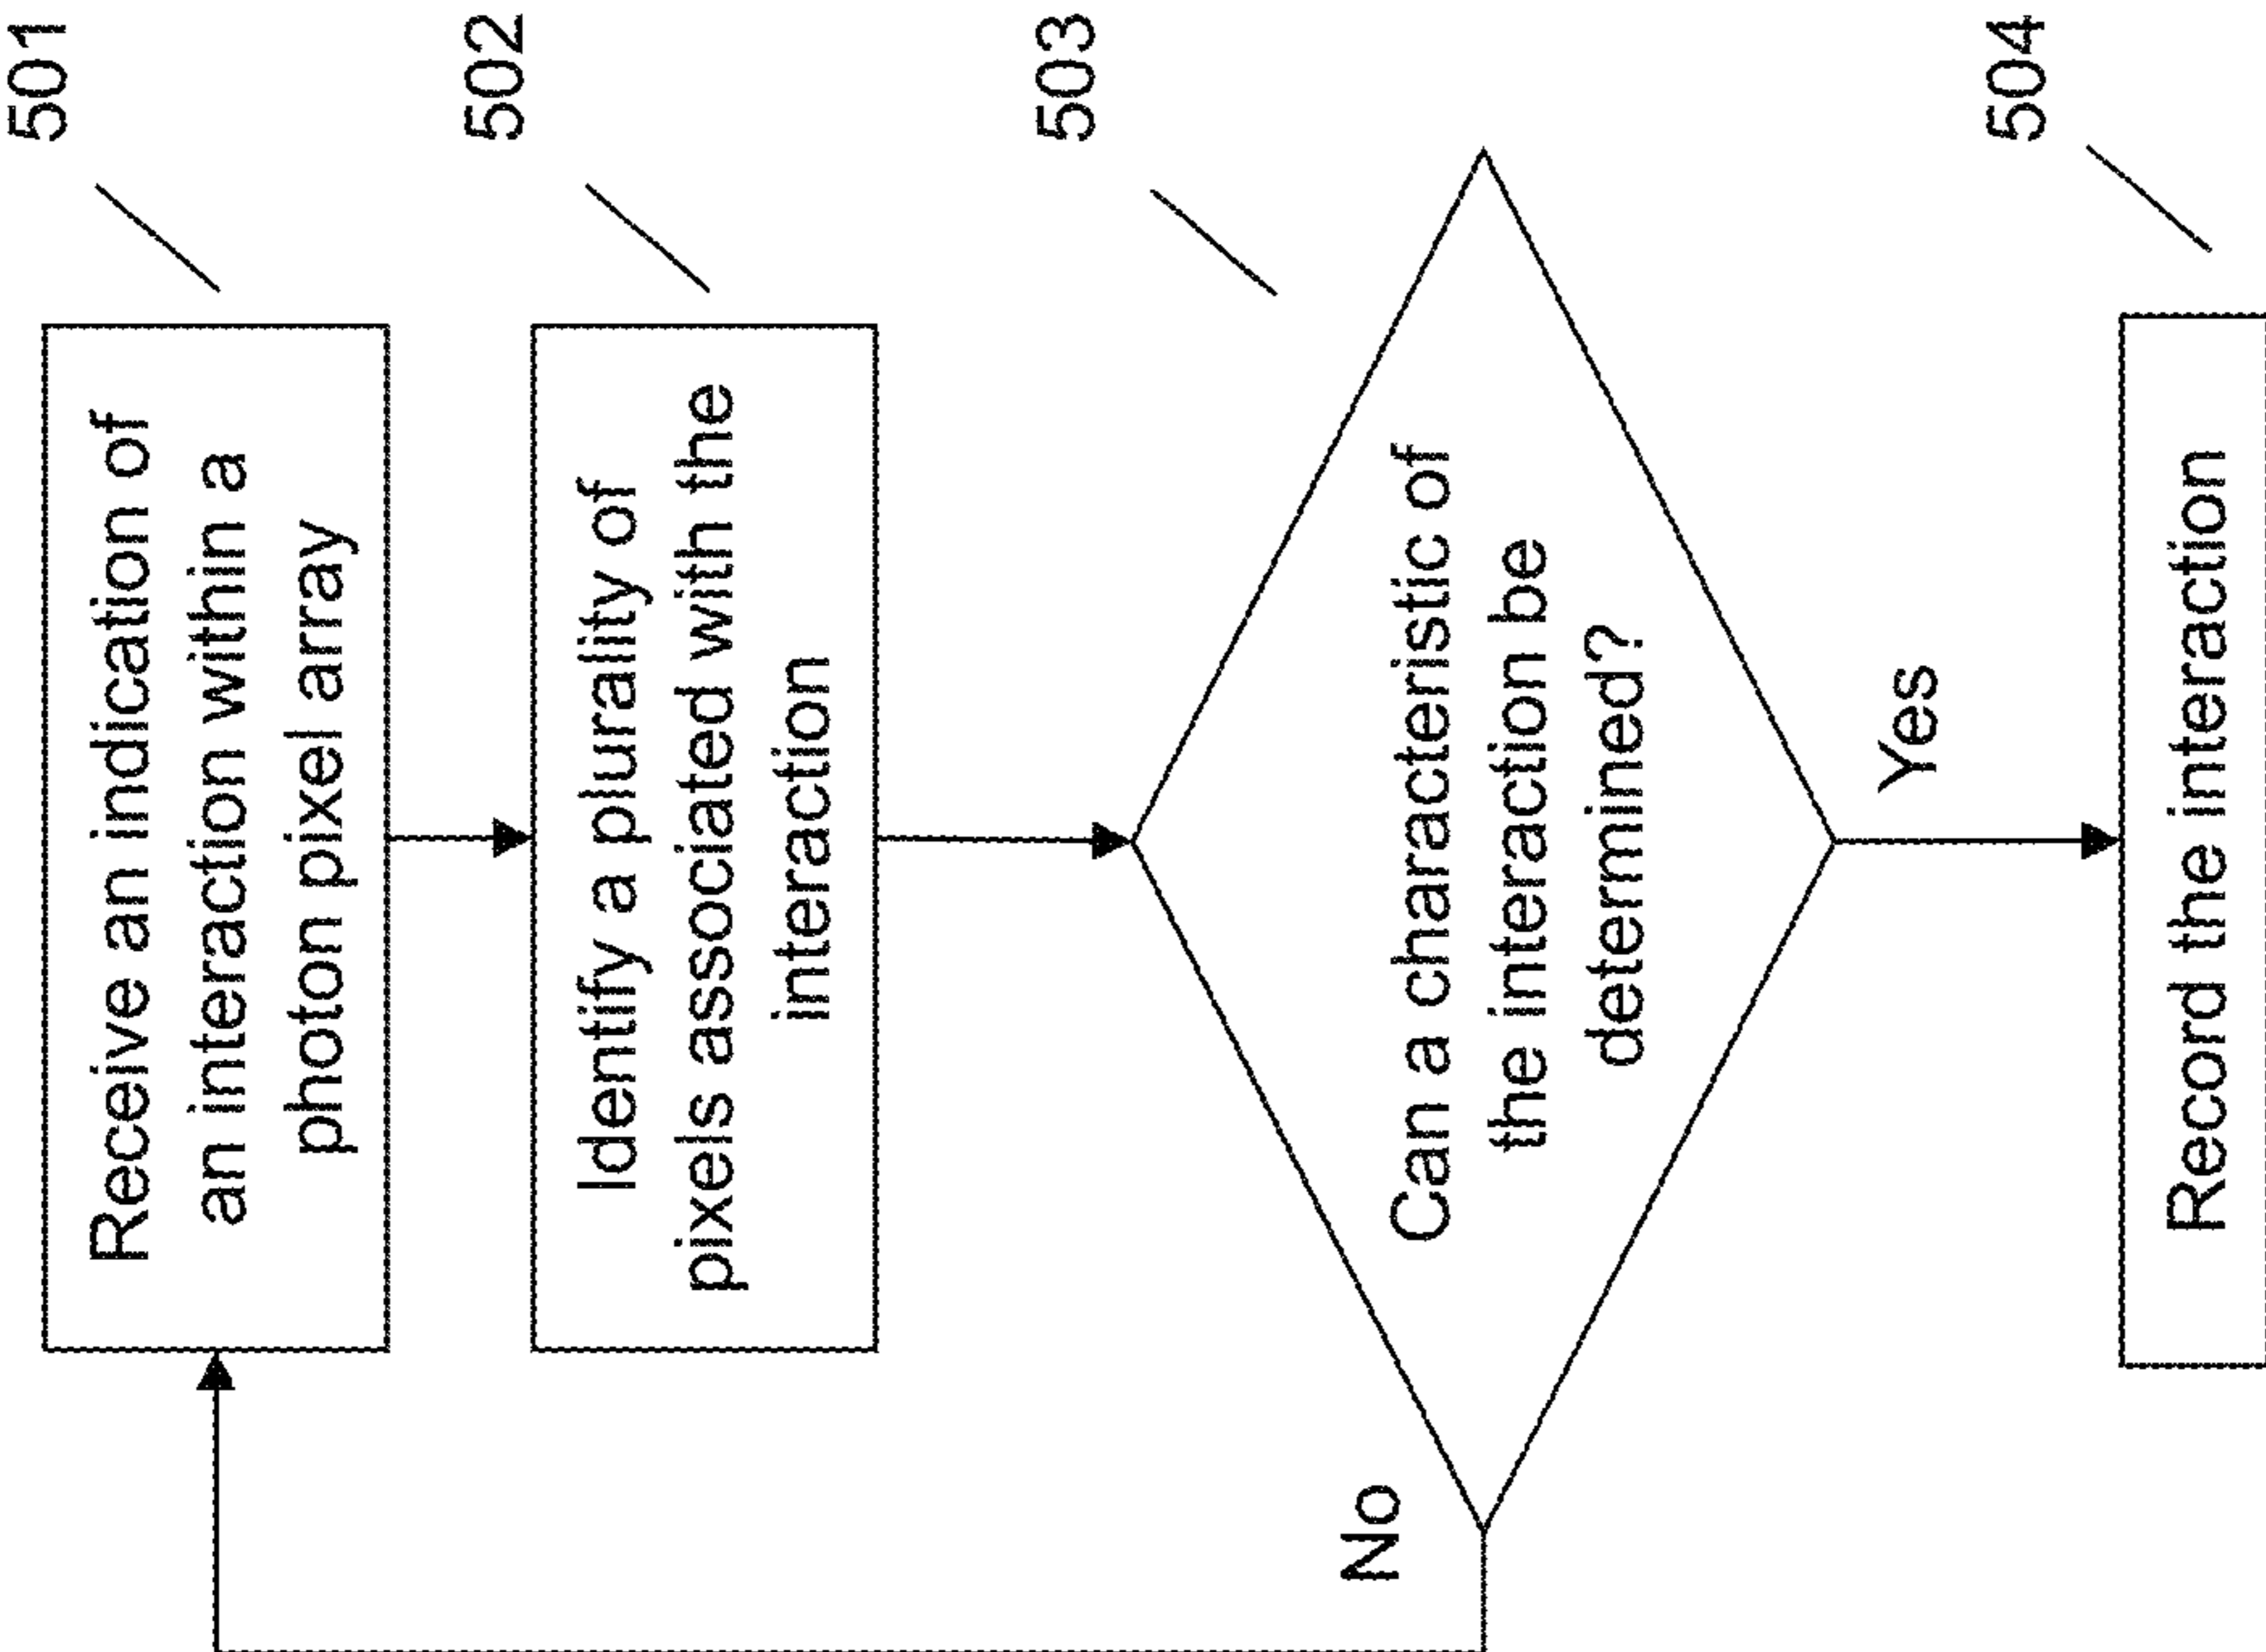 501
Receive an indication of
an interaction within a
photon pixel array
502
Identify a plurality of
pixels associated with the
interaction
503
Can a characteristic of
the interaction be
determined?
No
Yes
504
Record the interaction